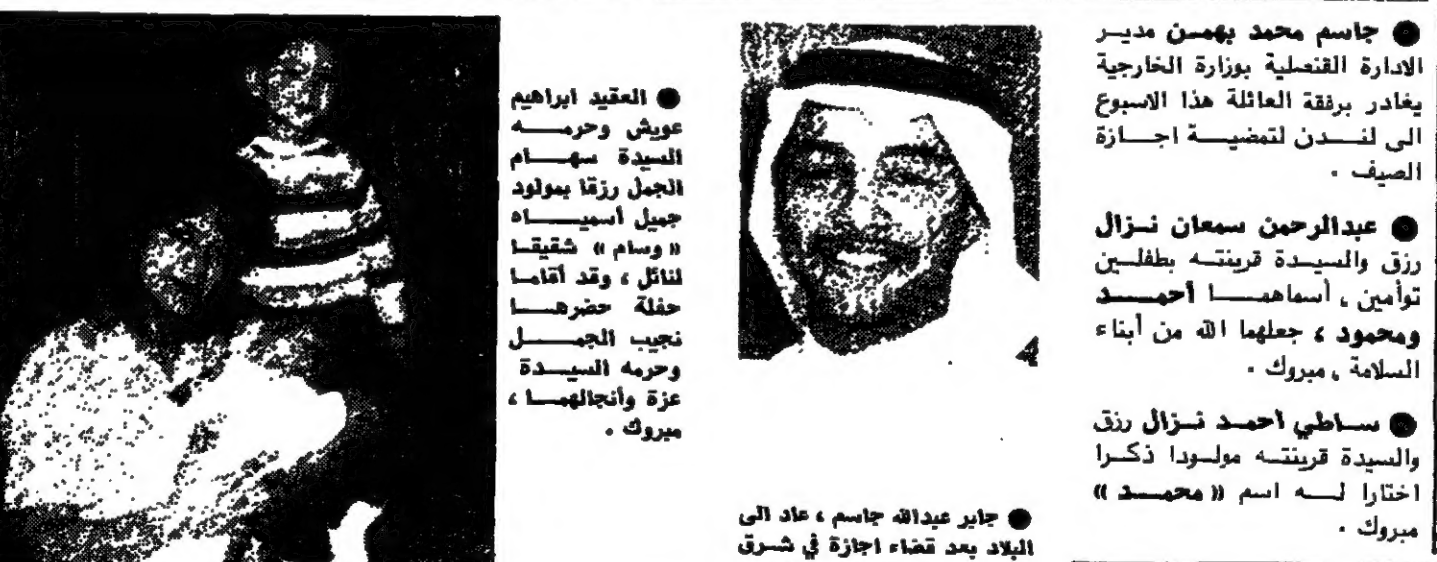 ● جاسم محمد بهمن مدير
الادارة القنصلية بوزارة الخارجية
يغادر برفقة العائلة هذا الاسبوع
الى لندن لتمضية اجازة
الصيف .
● عبدالرحمن سمعان نزال
رزق والسيدة قرينته بطفلين
توأمين ، أسماهما أحمد
ومحمود ، جعلهما الله من أبناء
السلامة ، مبروك .
● ساطي احمد نزال رزق
والسيدة قرينته مولودا ذكرا
اختارا له اسم « محمد »
مبروك .
● جابر عبدالله جاسم ، عاد الى
البلاد بعد قضاء اجازة في شرق
● العقيد ابراهيم
عويش وحرمه
السيدة سهام
الجمل رزقا بمولود
جميل أسمياه
« وسام » شقيقا
لنائل ، وقد أقاما
حفلة حضرها
نجيب الجمل
وحرمه السيدة
عزة وأنجالهما ،
مبروك .